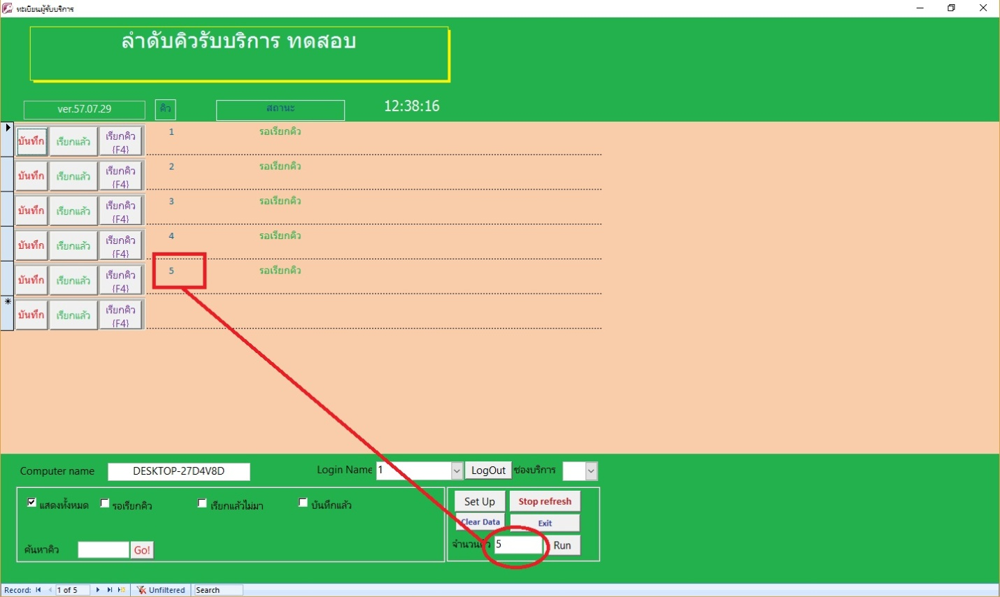 ทะเบียนผู้รับบริการ
ลำดับคิวรับบริการ ทดสอบ
ver.57.07.29 คิว สถานะ 12:38:16
บันทึก เรียกแล้ว เรียกคิว {F4} 1 รอเรียกคิว
บันทึก เรียกแล้ว เรียกคิว {F4} 2 รอเรียกคิว
บันทึก เรียกแล้ว เรียกคิว {F4} 3 รอเรียกคิว
บันทึก เรียกแล้ว เรียกคิว {F4} 4 รอเรียกคิว
บันทึก เรียกแล้ว เรียกคิว {F4} 5 รอเรียกคิว
บันทึก เรียกแล้ว เรียกคิว {F4}
Computer name DESKTOP-27D4V8D Login Name 1 LogOut ช่องบริการ
แสดงทั้งหมด รอเรียกคิว เรียกแล้วไม่มา บันทึกแล้ว Set Up Stop refresh
Clear Data Exit
ค้นหาคิว Go! จำนวนคิว 5 Run
Record: 1 of 5 Unfiltered Search